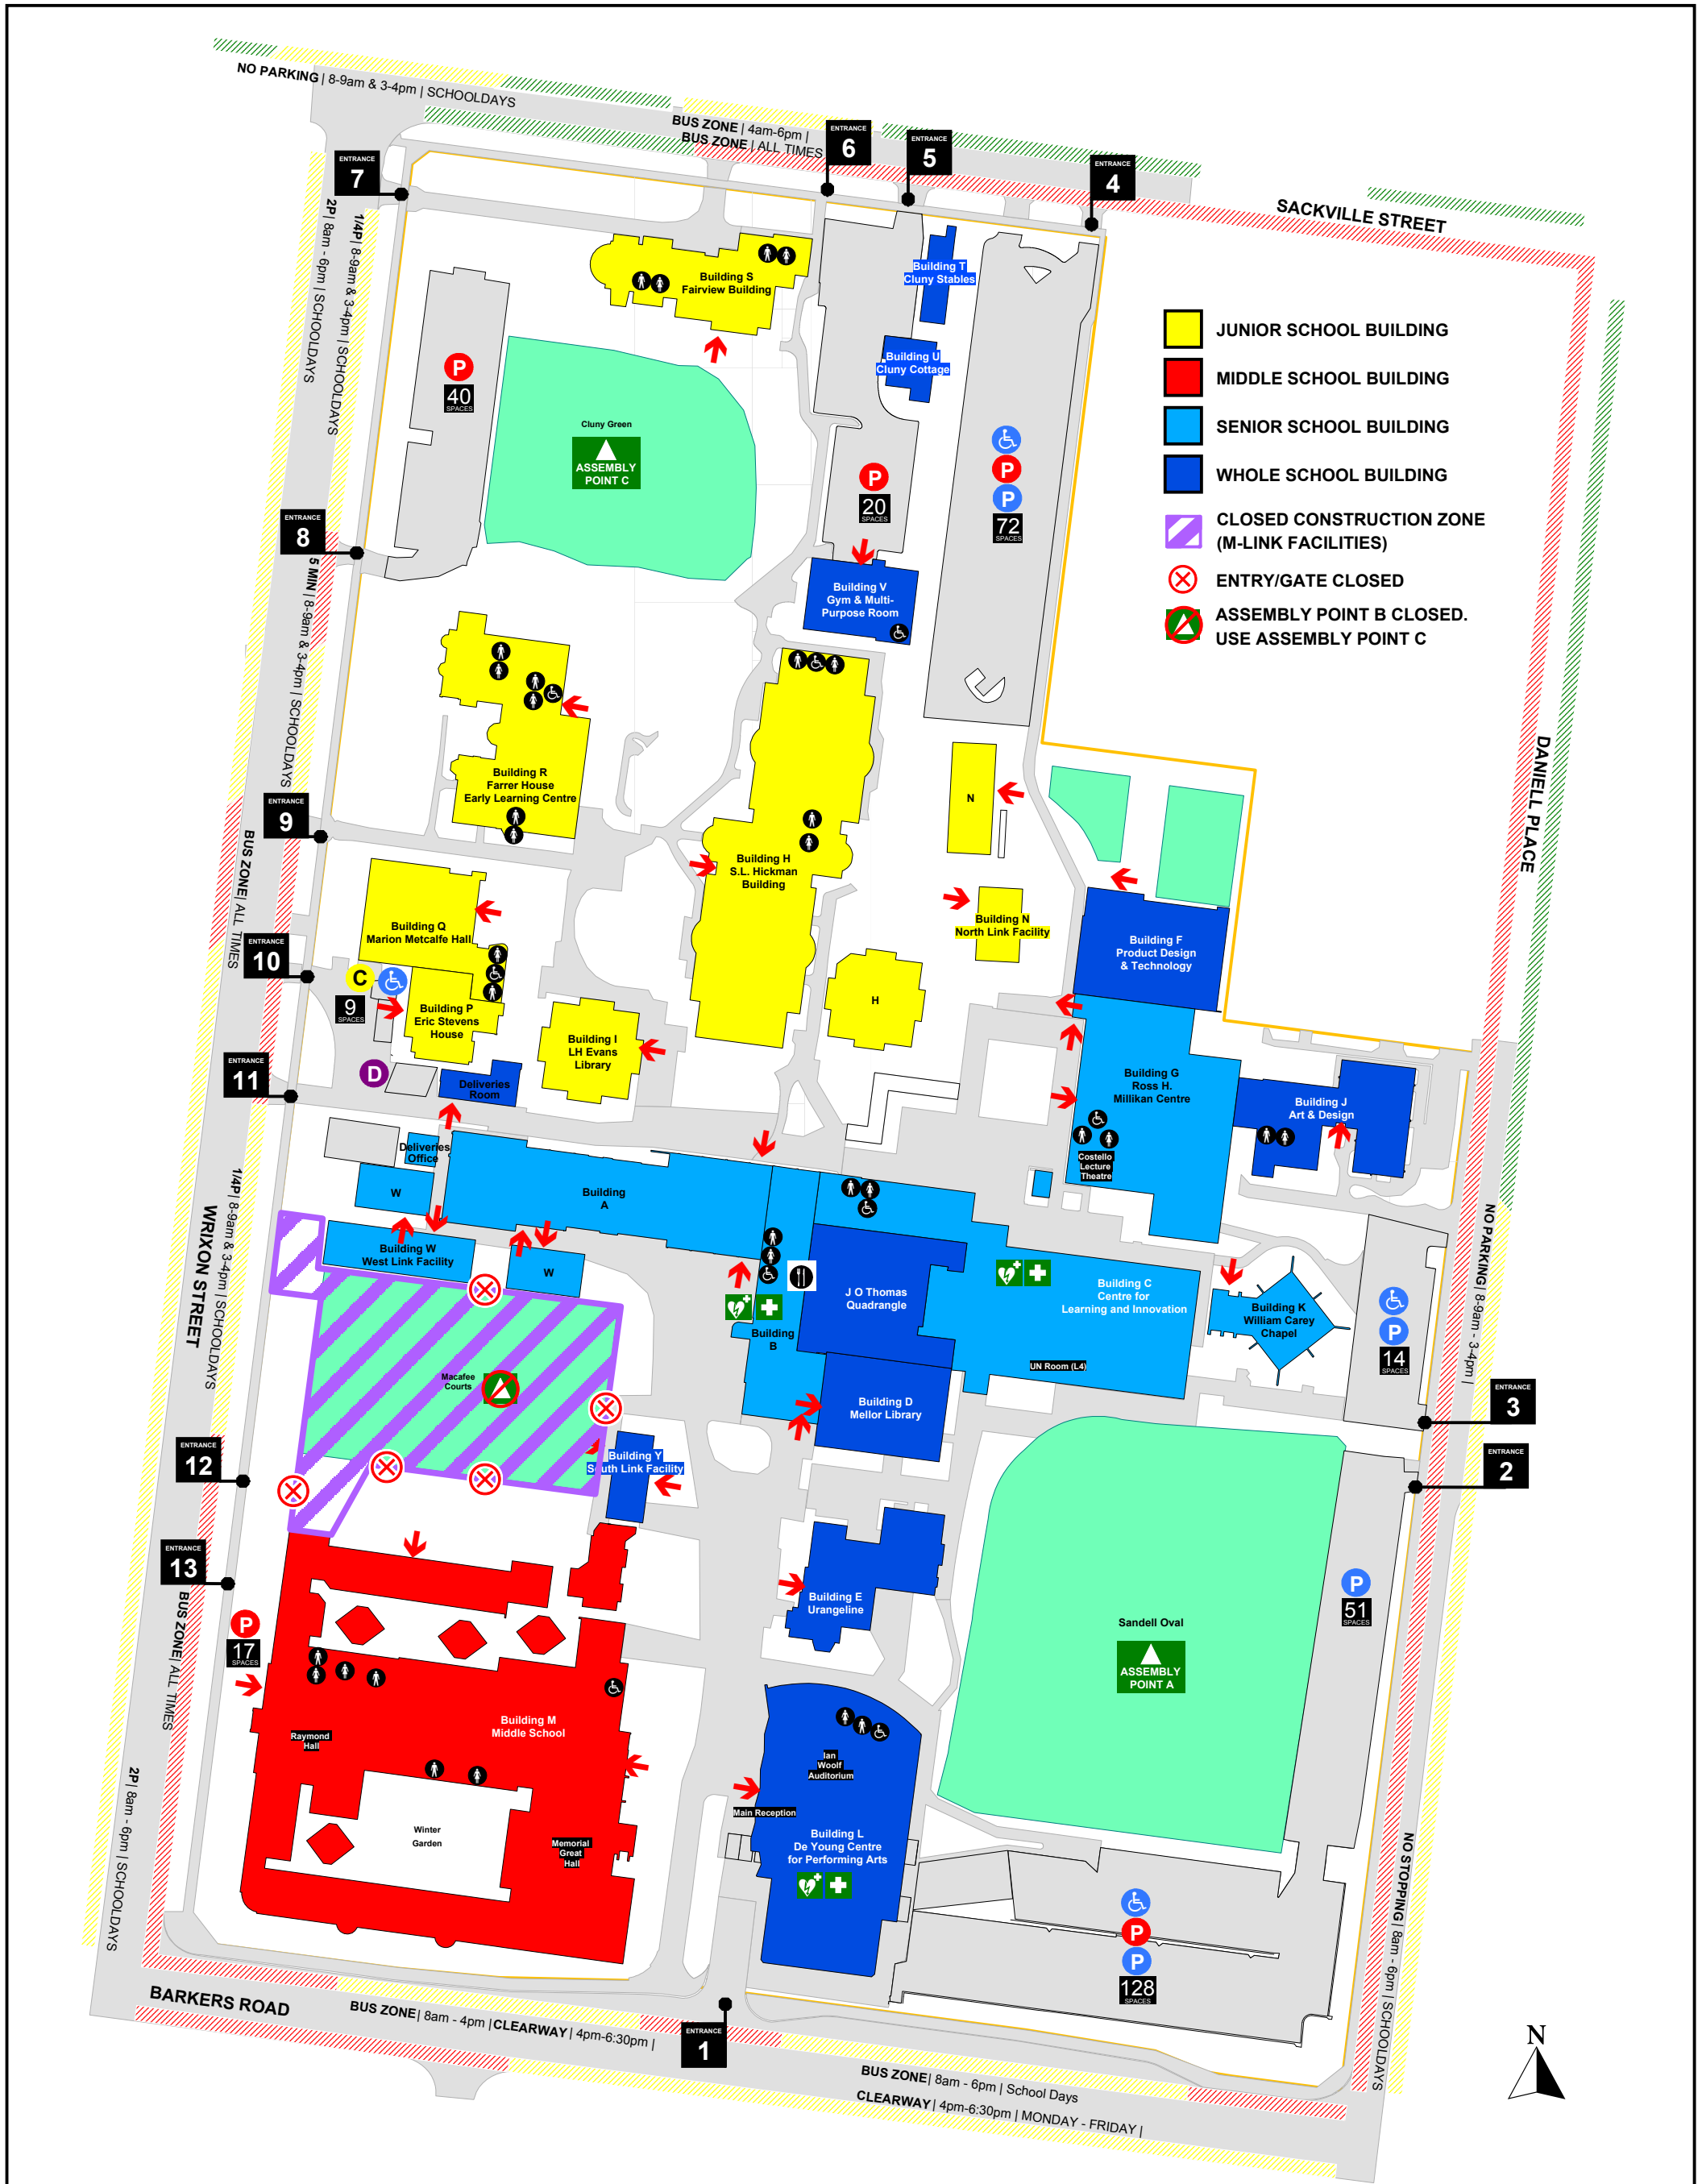 NO PARKING | 8-9am & 3-4pm | SCHOOLDAYS
BUS ZONE | 4am-6pm |
BUS ZONE | ALL TIMES
ENTRANCE
6
ENTRANCE
5
ENTRANCE
4
ENTRANCE
7
SACKVILLE STREET
2P| 8am - 6pm | SCHOOLDAYS
1/4P| 8-9am & 3-4pm | SCHOOLDAYS
Building S
Fairview Building
Building T
Cluny Stables
Building U
Cluny Cottage
P
40
SPACES
Cluny Green
ASSEMBLY
POINT C
P
20
SPACES
P
P
72
SPACES
JUNIOR SCHOOL BUILDING
MIDDLE SCHOOL BUILDING
SENIOR SCHOOL BUILDING
WHOLE SCHOOL BUILDING
CLOSED CONSTRUCTION ZONE
(M-LINK FACILITIES)
ENTRY/GATE CLOSED
ASSEMBLY POINT B CLOSED.
USE ASSEMBLY POINT C
ENTRANCE
8
5 MIN | 8-9am & 3-4pm | SCHOOLDAYS
Building V
Gym & Multi-
Purpose Room
Building R
Farrer House
Early Learning Centre
ENTRANCE
9
N
DANIELL PLACE
Building H
S.L. Hickman
Building
BUS ZONE| ALL TIMES
Building Q
Marion Metcalfe Hall
Building N
North Link Facility
Building F
Product Design
& Technology
ENTRANCE
10
C
9
SPACES
Building P
Eric Stevens
House
H
Building I
LH Evans
Library
ENTRANCE
11
D
Deliveries
Room
Building G
Ross H.
Millikan Centre
Building J
Art & Design
Deliveries
Office
Costello
Lecture
Theatre
W
Building
A
WRIXON STREET
1/4P| 8-9am & 3-4pm | SCHOOLDAYS
Building W
West Link Facility
W
NO PARKING| 8-9am - 3-4pm |
J O Thomas
Quadrangle
Building C
Centre for
Learning and Innovation
Building K
William Carey
Chapel
P
14
SPACES
Building
B
UN Room (L4)
Macafee
Courts
Building D
Mellor Library
ENTRANCE
3
ENTRANCE
12
Building Y
South Link Facility
ENTRANCE
2
ENTRANCE
13
BUS ZONE| ALL TIMES
Building E
Urangeline
P
51
SPACES
P
17
SPACES
Sandell Oval
ASSEMBLY
POINT A
Building M
Middle School
Raymond
Hall
Ian
Woolf
Auditorium
Main Reception
2P| 8am - 6pm | SCHOOLDAYS
Winter
Garden
Memorial
Great
Hall
Building L
De Young Centre
for Performing Arts
NO STOPPING | 8am - 6pm | SCHOOLDAYS
P
P
128
SPACES
BARKERS ROAD
BUS ZONE| 8am - 4pm |CLEARWAY| 4pm-6:30pm |
ENTRANCE
1
BUS ZONE| 8am - 6pm | School Days
CLEARWAY| 4pm-6:30pm | MONDAY - FRIDAY |
N